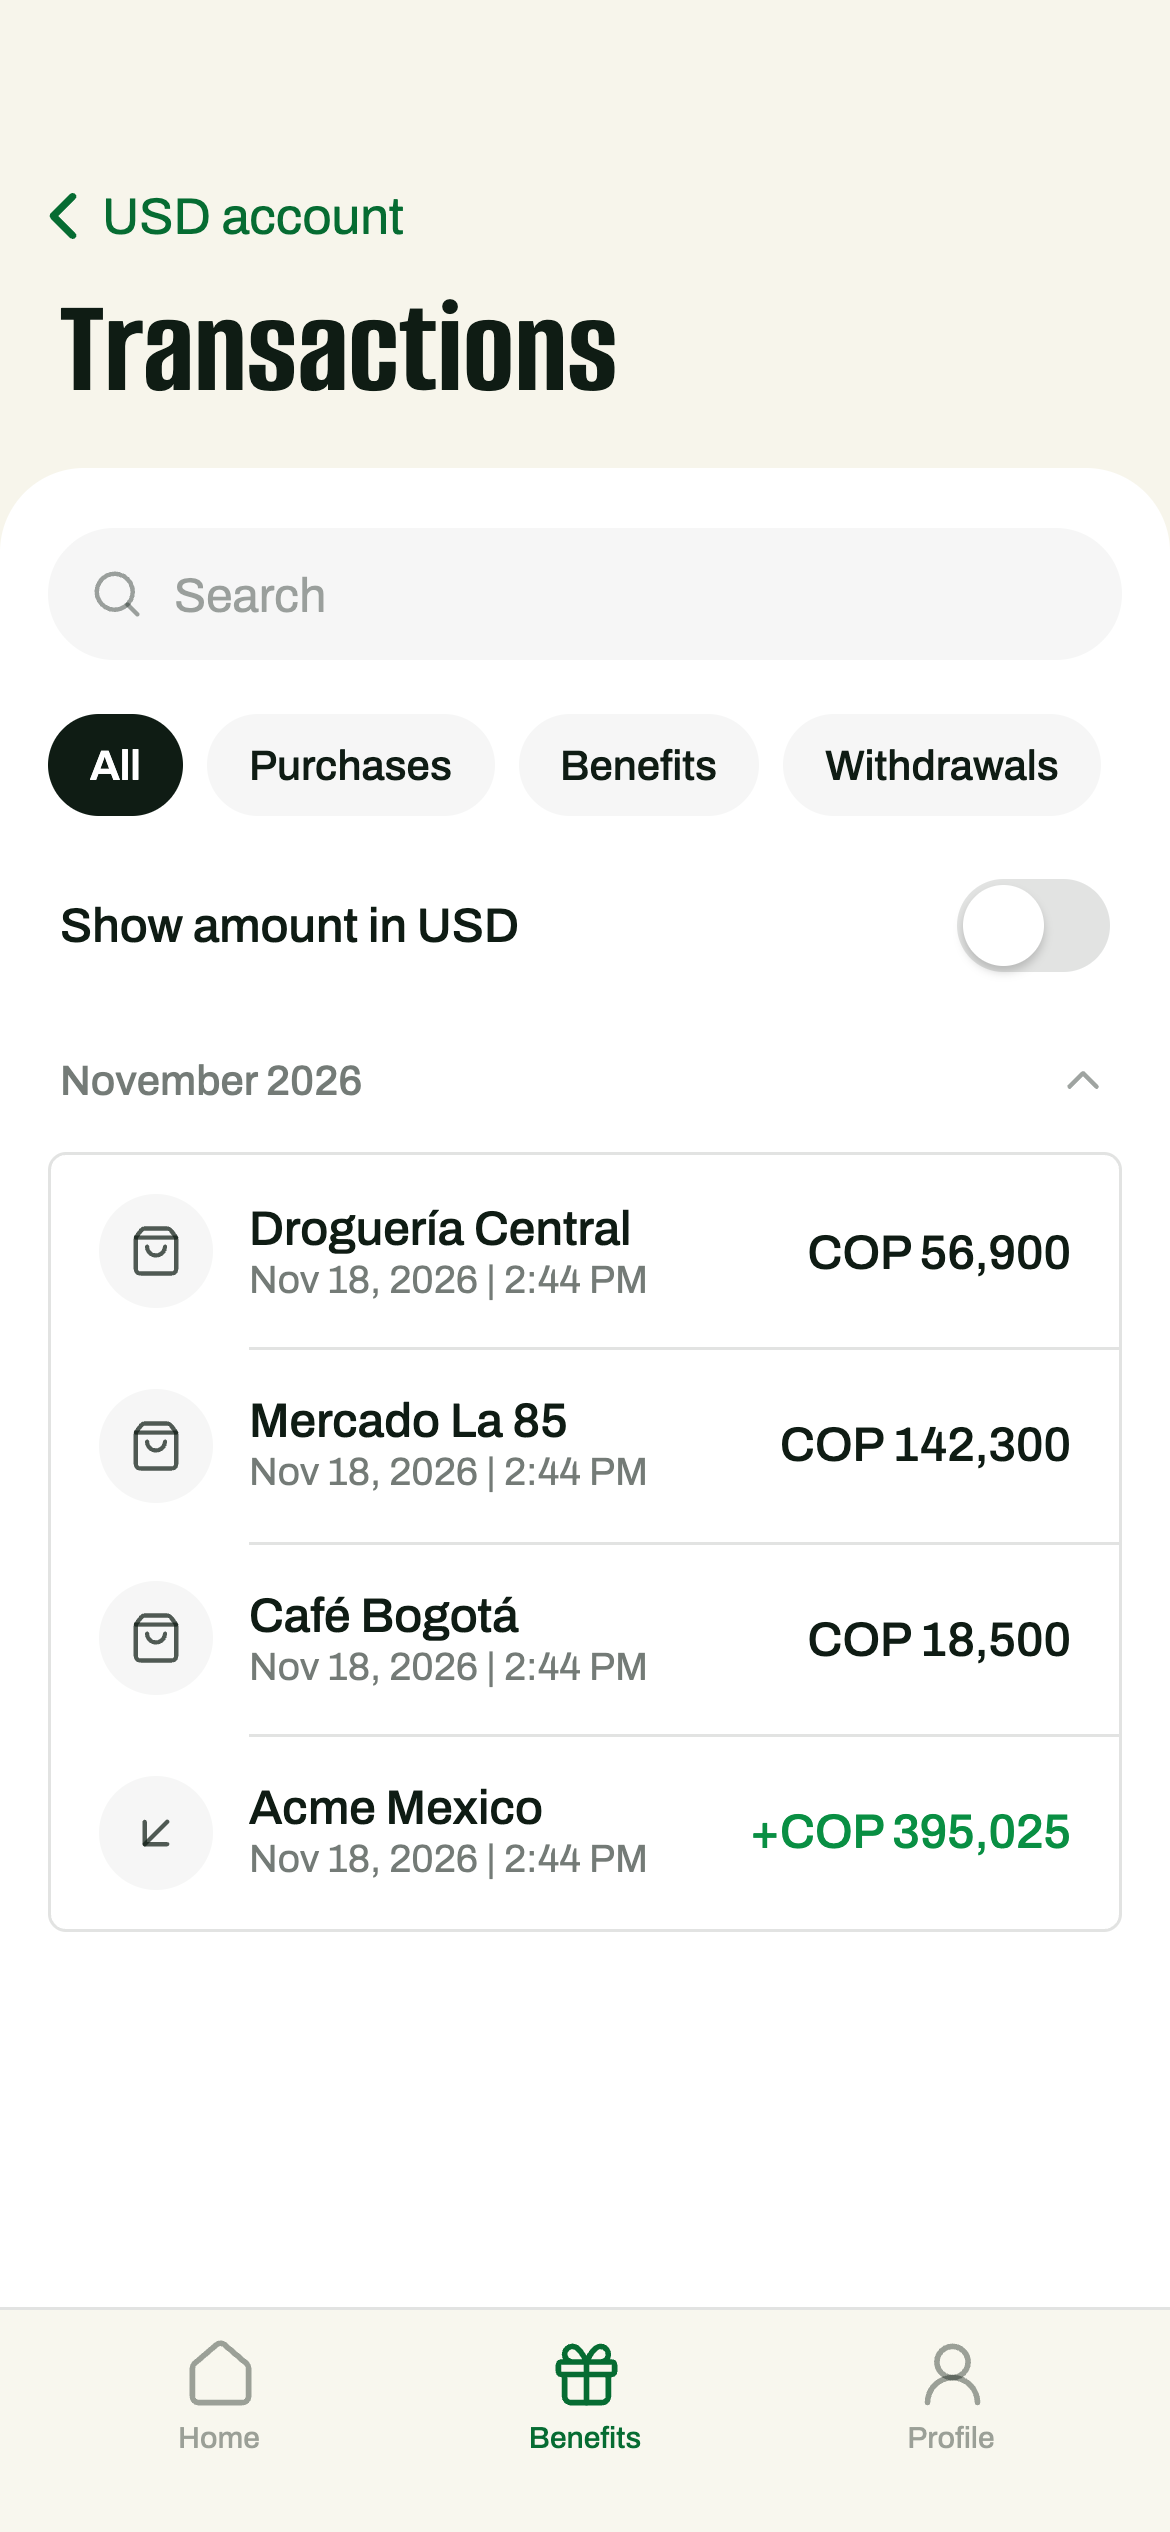 USD account
Transactions
Search
All Purchases Benefits Withdrawals
Show amount in USD
November 2026
Droguería Central
Nov 18, 2026 | 2:44 PM
COP 56,900
Mercado La 85
Nov 18, 2026 | 2:44 PM
COP 142,300
Café Bogotá
Nov 18, 2026 | 2:44 PM
COP 18,500
Acme Mexico
Nov 18, 2026 | 2:44 PM
+COP 395,025
Home Benefits Profile